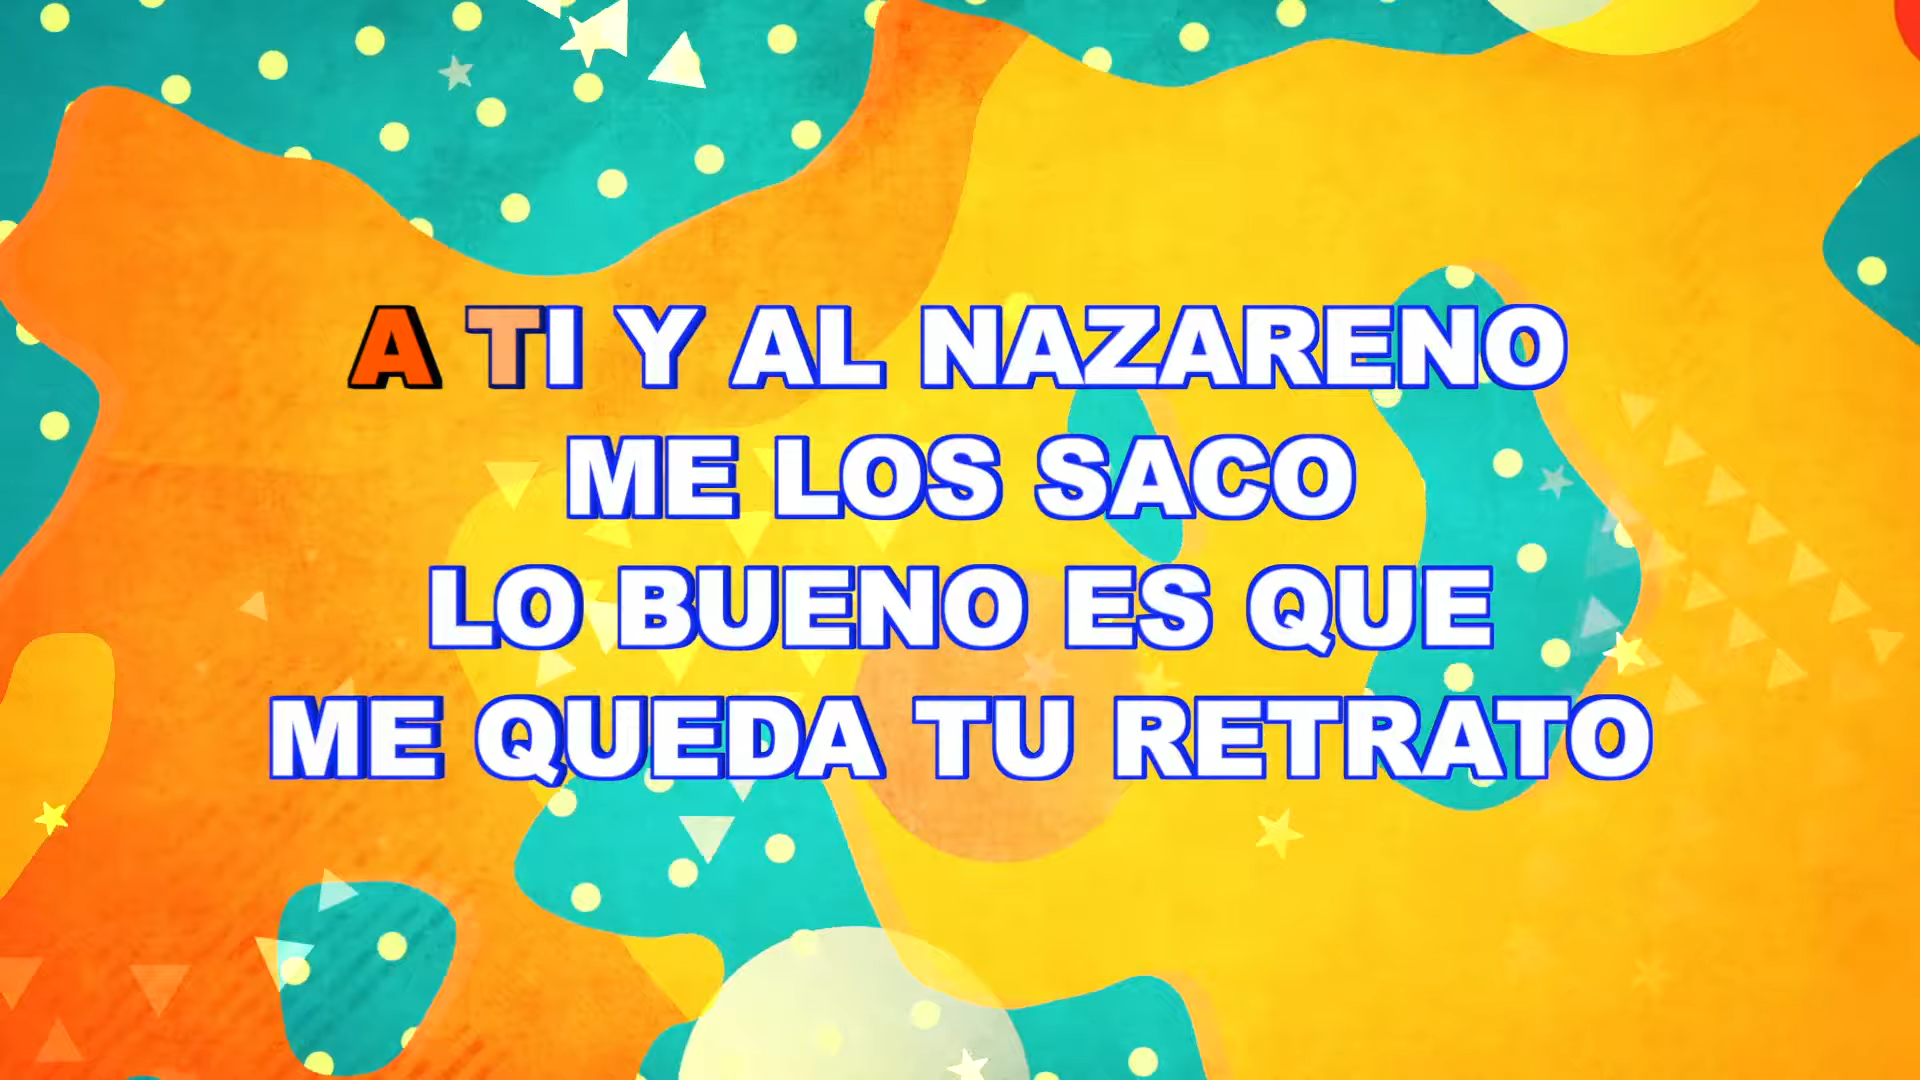 A TI Y AL NAZARENO
ME LOS SACO
LO BUENO ES QUE
ME QUEDA TU RETRATO